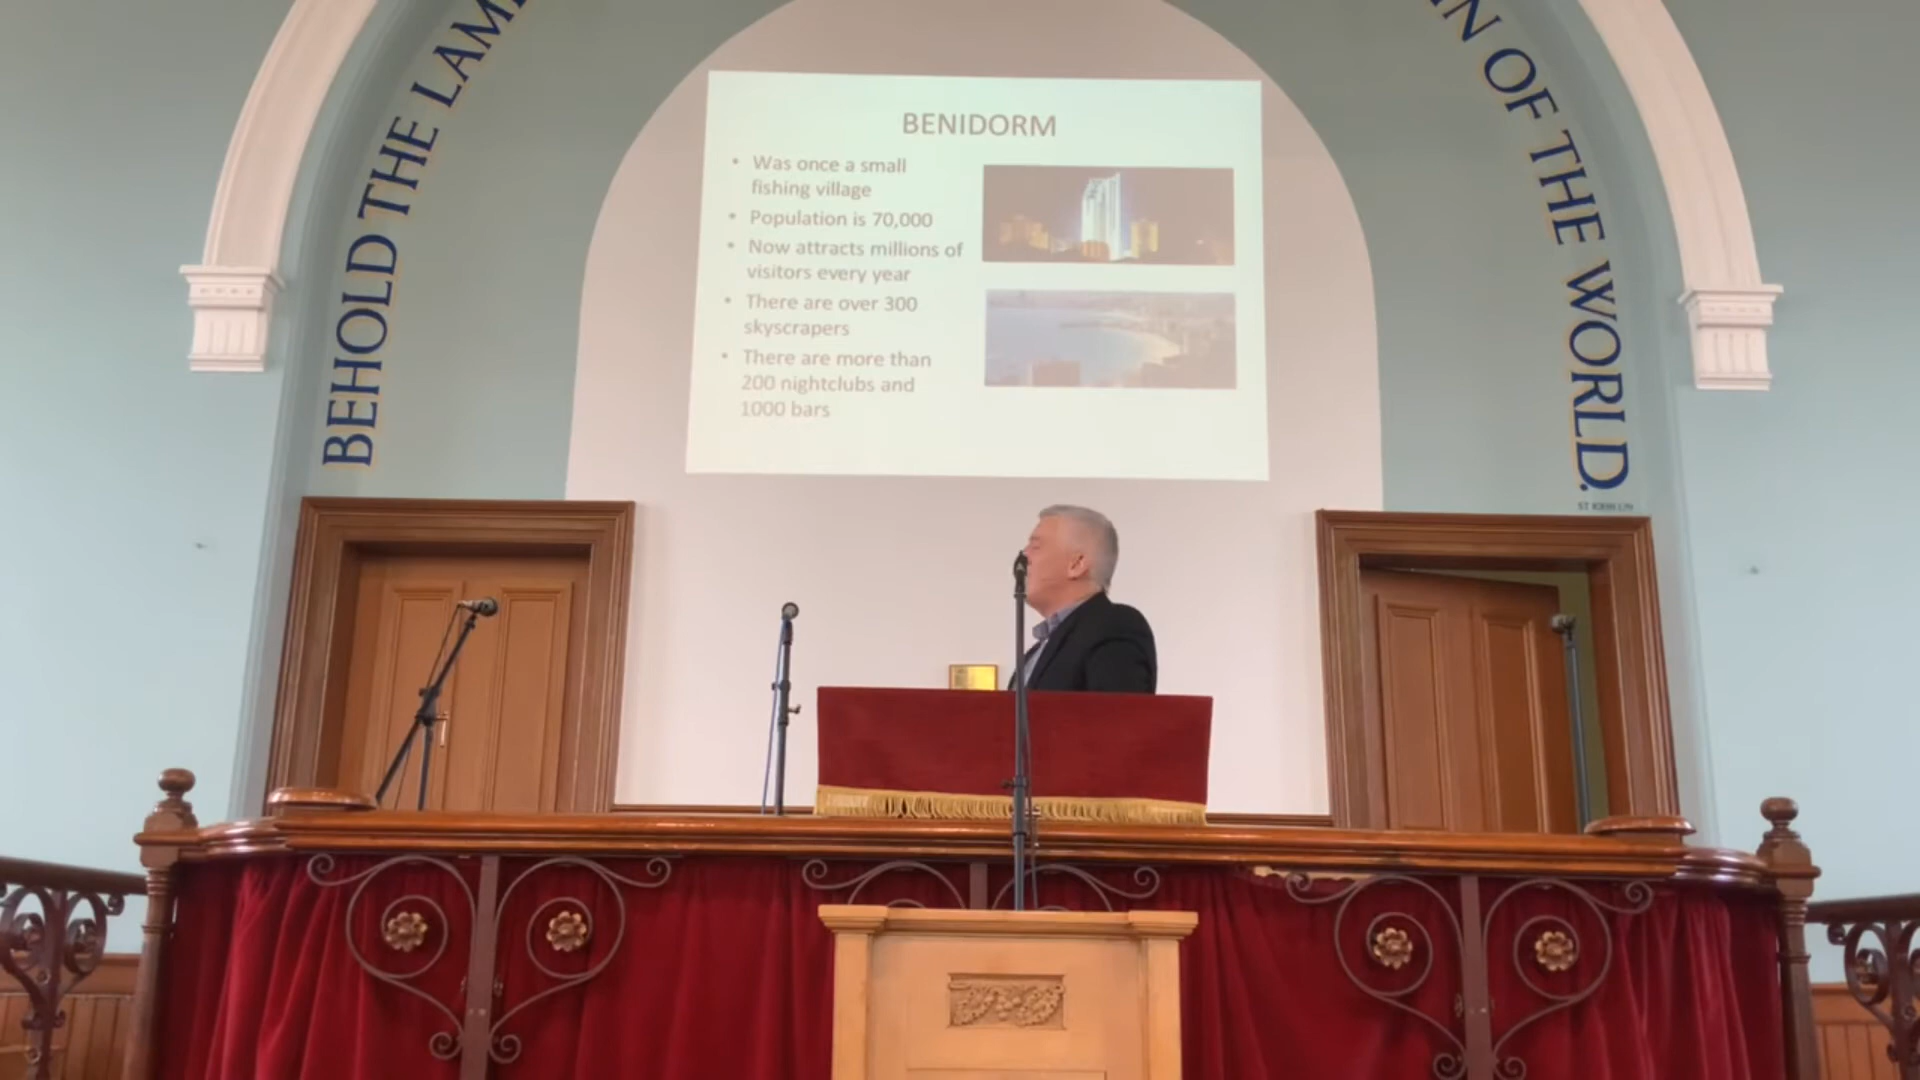 BEHOLD THE LAM
IN OF THE WORLD.
BENIDORM
• Was once a small
fishing village
• Population is 70,000
• Now attracts millions of
visitors every year
• There are over 300
skyscrapers
• There are more than
200 nightclubs and
1000 bars